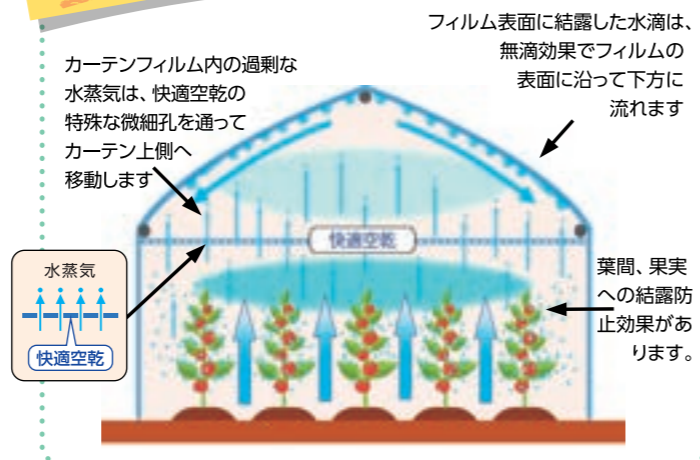 フィルム表面に結露した水滴は、
無滴効果でフィルムの
表面に沿って下方に
流れます
カーテンフィルム内の過剰な
水蒸気は、快適空乾の
特殊な微細孔を通って
カーテン上側へ
移動します
快適空乾
水蒸気
快適空乾
葉間、果実
への結露防
止効果があ
ります。